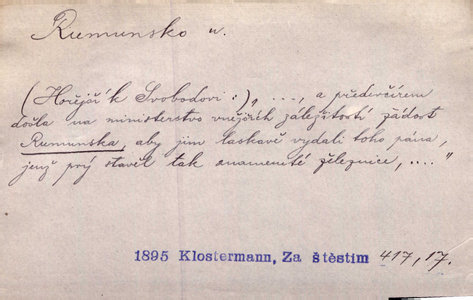 Rumunsko n.
(Hořejší k Svobodovi:) „ ...., a předevčírem
došla na ministerstvo vnějších záležitostí žádost
Rumunska, aby jim laskavě vydali toho pána,
jenž prý stavěl tak znamenité železnice, ...."
1895 Klostermann, Za štěstím 417, 17.